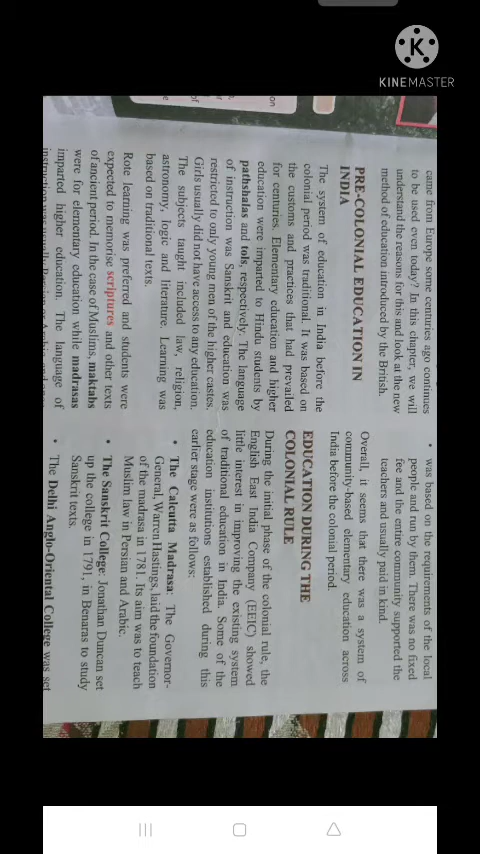 KINEMASTER
came from Europe some centuries ago continues
to be used even today? In this chapter, we will
understand the reasons for this and look at the new
method of education introduced by the British.
PRE-COLONIAL EDUCATION IN
INDIA
The system of education in India before the
colonial period was traditional. It was based on
the customs and practices that had prevailed
for centuries. Elementary education and higher
education were imparted to Hindu students by
pathshalas and tols, respectively. The language
of instruction was Sanskrit and education was
restricted to only young men of the higher castes.
Girls usually did not have access to any education.
The subjects taught included law, religion,
astronomy, logic and literature. Learning was
based on traditional texts.
Rote learning was preferred and students were
expected to memorise scriptures and other texts
of ancient period. In the case of Muslims, maktabs
were for elementary education while madrasas
imparted higher education. The language of
instruction was usually Persian or Arabic
• was based on the requirements of the local
people and run by them. There was no fixed
fee and the entire community supported the
teachers and usually paid in kind.
Overall, it seems that there was a system of
community-based elementary education across
India before the colonial period.
EDUCATION DURING THE
COLONIAL RULE
During the initial phase of the colonial rule, the
English East India Company (EEIC) showed
little interest in improving the existing system
of traditional education in India. Some of the
education institutions established during this
earlier stage were as follows:
• The Calcutta Madrasa: The Governor-
General, Warren Hastings, laid the foundation
of the madrasa in 1781. Its aim was to teach
Muslim law in Persian and Arabic.
• The Sanskrit College: Jonathan Duncan set
up the college in 1791, in Benaras to study
Sanskrit texts.
• The Delhi Anglo-Oriental College was set